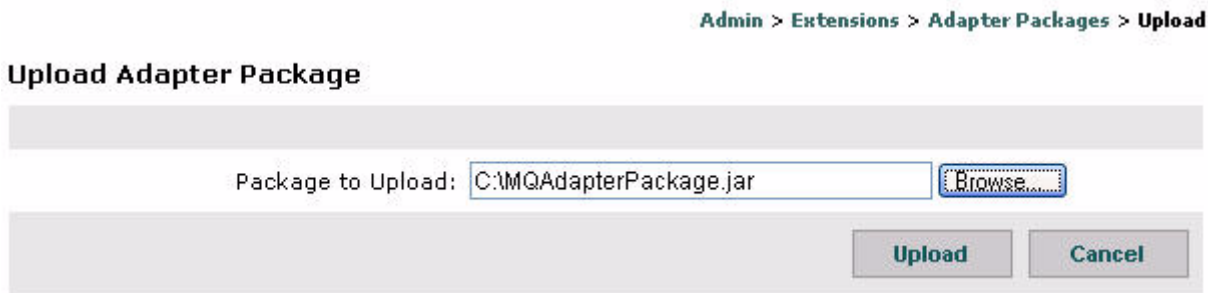 Admin > Extensions > Adapter Packages > Upload
Upload Adapter Package
Package to Upload: C:\MQAdapterPackage.jar Browse...
Upload Cancel